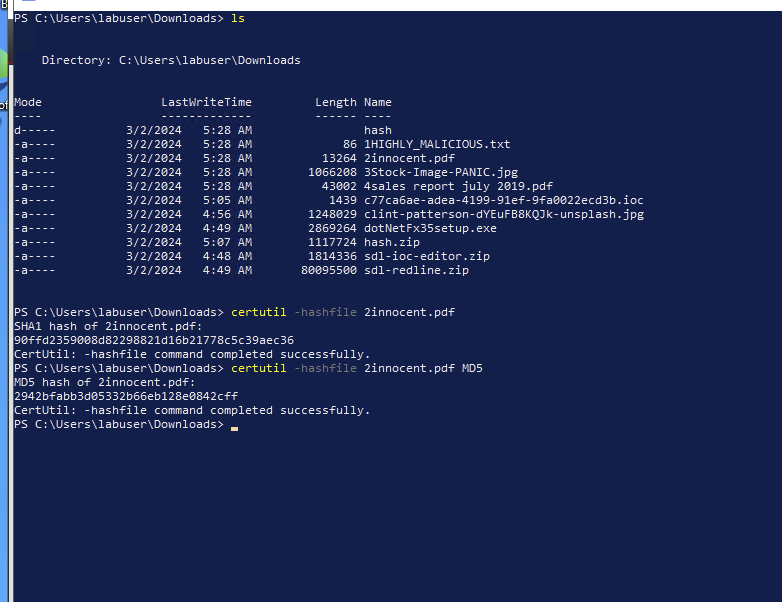 PS C:\Users\labuser\Downloads> ls
Directory: C:\Users\labuser\Downloads
Mode                 LastWriteTime         Length Name
----                 -------------         ------ ----
d-----          3/2/2024   5:28 AM                hash
-a----          3/2/2024   5:28 AM             86 1HIGHLY_MALICIOUS.txt
-a----          3/2/2024   5:28 AM          13264 2innocent.pdf
-a----          3/2/2024   5:28 AM        1066208 3Stock-Image-PANIC.jpg
-a----          3/2/2024   5:28 AM          43002 4sales report july 2019.pdf
-a----          3/2/2024   5:05 AM           1439 c77ca6ae-adea-4199-91ef-9fa0022ecd3b.ioc
-a----          3/2/2024   4:56 AM        1248029 clint-patterson-dYEuFB8KQJk-unsplash.jpg
-a----          3/2/2024   4:49 AM        2869264 dotNetFx35setup.exe
-a----          3/2/2024   5:07 AM        1117724 hash.zip
-a----          3/2/2024   4:48 AM        1814336 sdl-ioc-editor.zip
-a----          3/2/2024   4:49 AM       80095500 sdl-redline.zip
PS C:\Users\labuser\Downloads> certutil -hashfile 2innocent.pdf
SHA1 hash of 2innocent.pdf:
90ffd2359008d82298821d16b21778c5c39aec36
CertUtil: -hashfile command completed successfully.
PS C:\Users\labuser\Downloads> certutil -hashfile 2innocent.pdf MD5
MD5 hash of 2innocent.pdf:
2942bfabb3d05332b66eb128e0842cff
CertUtil: -hashfile command completed successfully.
PS C:\Users\labuser\Downloads>